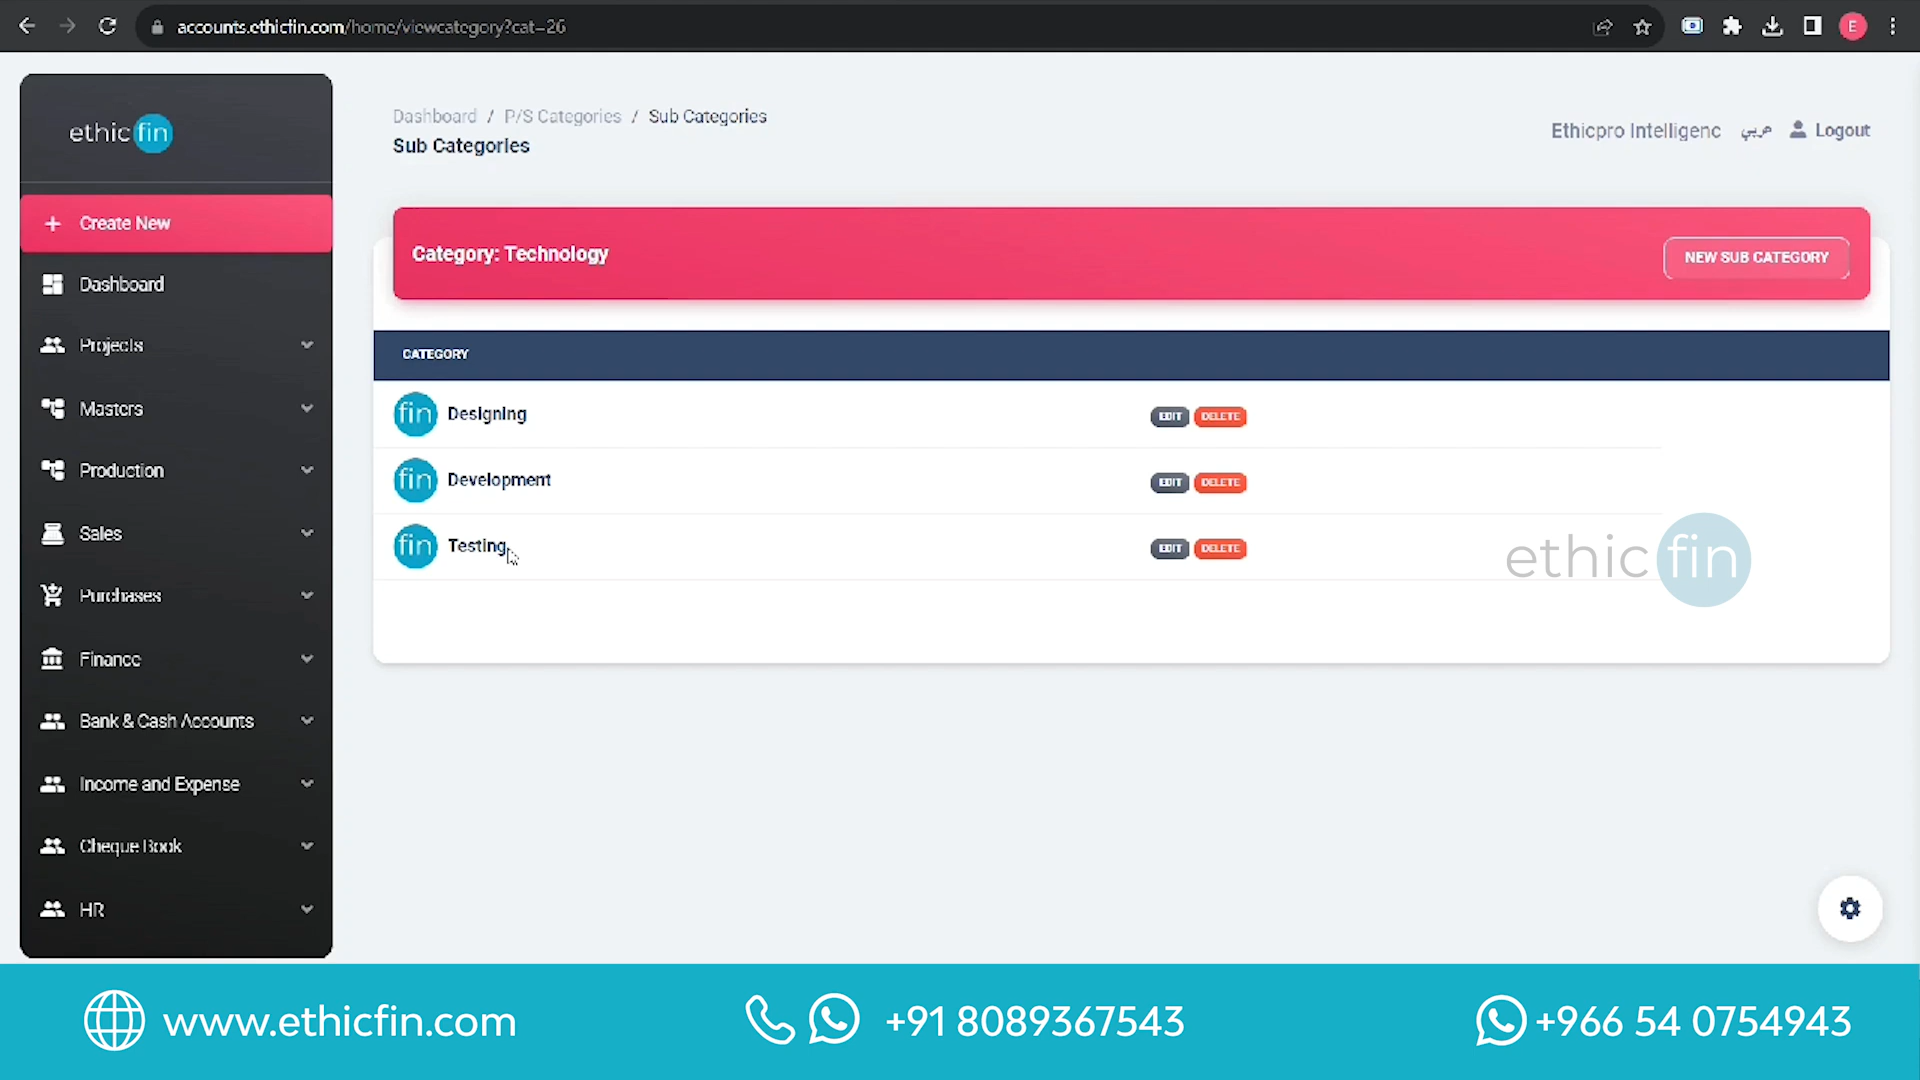 accounts.ethicfin.com/home/viewcategory?cat=26
E
ethic fin
Create New
Dashboard
Projects
Masters
Production
Sales
Purchases
Finance
Bank & Cash Accounts
Income and Expense
Cheque Book
HR
Dashboard / P/S Categories / Sub Categories
Sub Categories
Ethicpro Intelligenc عربي Logout
Category: Technology
NEW SUB CATEGORY
CATEGORY
fin Designing EDIT DELETE
fin Development EDIT DELETE
fin Testing EDIT DELETE
ethic fin
www.ethicfin.com
+91 8089367543
+966 54 0754943